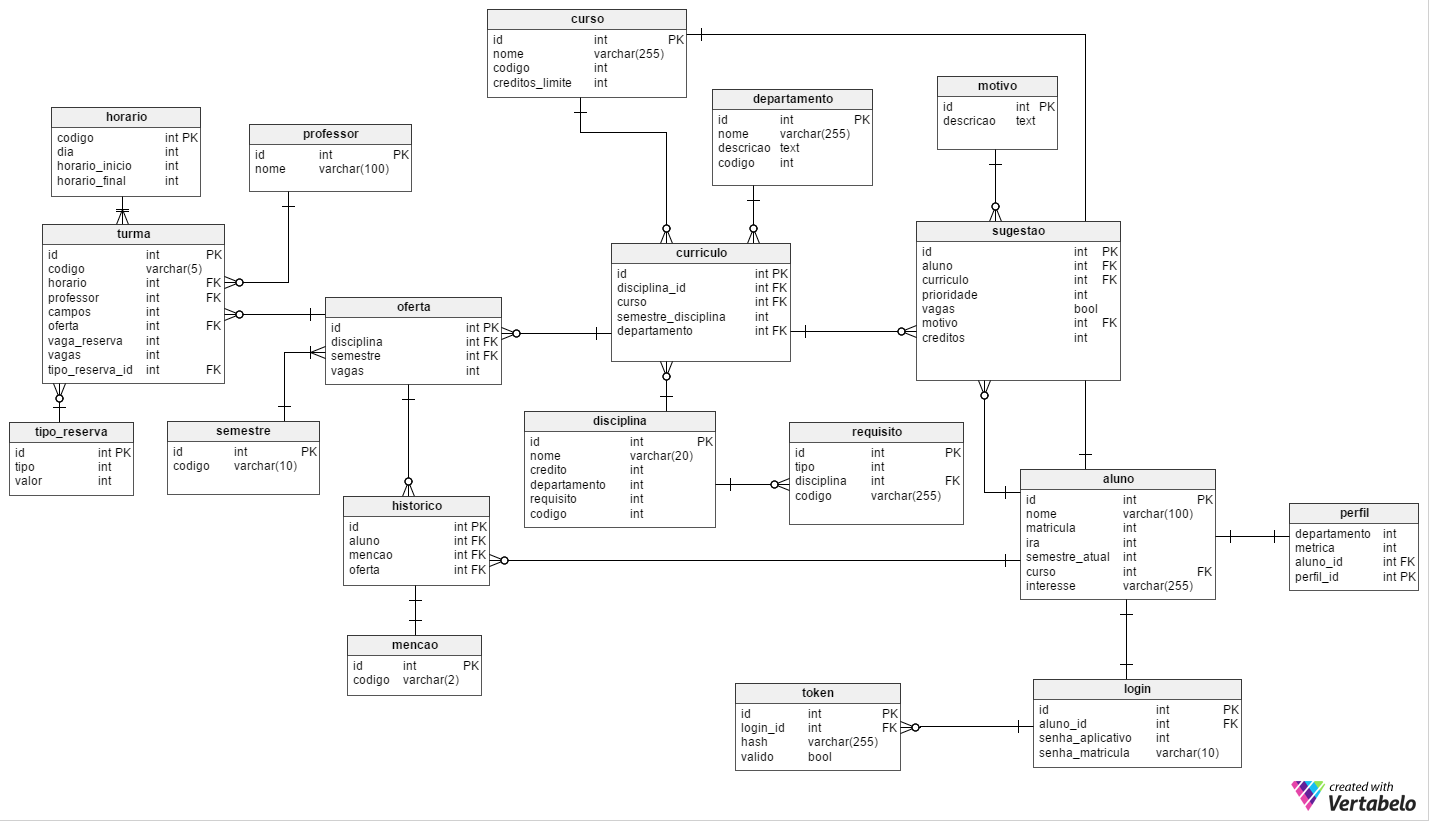 curso
id int PK
nome varchar(255)
codigo int
creditos_limite int
motivo
id int PK
descricao text
departamento
id int PK
nome varchar(255)
descricao text
codigo int
horario
codigo int PK
dia int
horario_inicio int
horario_final int
professor
id int PK
nome varchar(100)
turma
id int PK
codigo varchar(5)
horario int FK
professor int FK
campos int
oferta int FK
vaga_reserva int
vagas int
tipo_reserva_id int FK
sugestao
id int PK
aluno int FK
curriculo int FK
prioridade int
vagas bool
motivo int FK
creditos int
curriculo
id int PK
disciplina_id int FK
curso int FK
semestre_disciplina int
departamento int FK
oferta
id int PK
disciplina int FK
semestre int FK
vagas int
tipo_reserva
id int PK
tipo int
valor int
semestre
id int PK
codigo varchar(10)
disciplina
id int PK
nome varchar(20)
credito int
departamento int
requisito int
codigo int
requisito
id int PK
tipo int
disciplina int FK
codigo varchar(255)
aluno
id int PK
nome varchar(100)
matricula int
ira int
semestre_atual int
curso int FK
interesse varchar(255)
historico
id int PK
aluno int FK
mencao int FK
oferta int FK
perfil
departamento int
metrica int
aluno_id int FK
perfil_id int PK
mencao
id int PK
codigo varchar(2)
token
id int PK
login_id int FK
hash varchar(255)
valido bool
login
id int PK
aluno_id int FK
senha_aplicativo int
senha_matricula varchar(10)
created with
Vertabelo